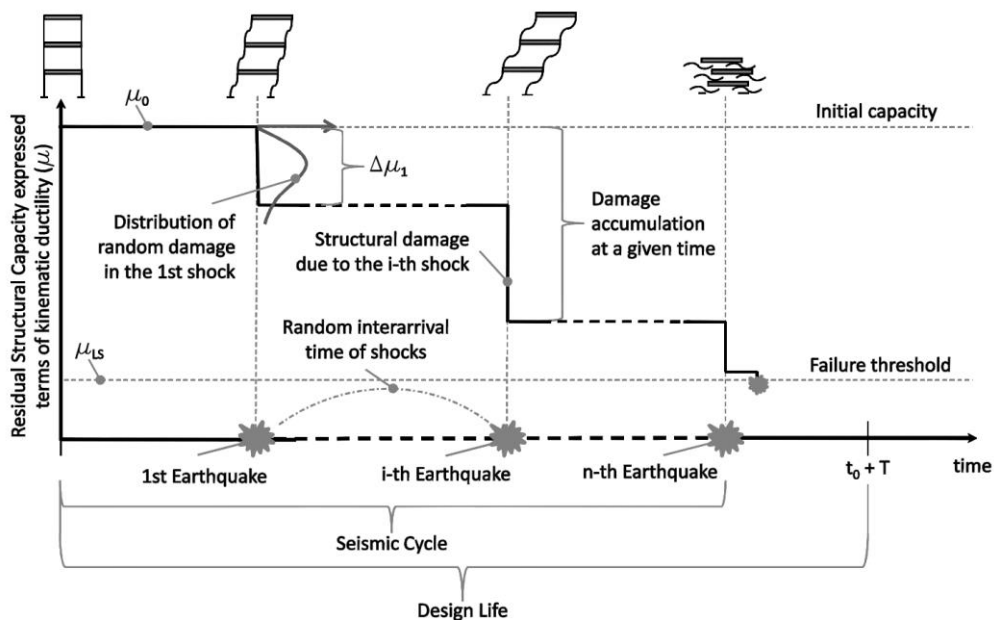 μ₀
Initial capacity
Residual Structural Capacity expressed
terms of kinematic ductility (μ)
Δμ₁
Distribution of
random damage
in the 1st shock
Structural damage
due to the i-th shock
Damage
accumulation
at a given time
Random interarrival
time of shocks
μLS
Failure threshold
1st Earthquake
i-th Earthquake
n-th Earthquake
t₀ + T
time
Seismic Cycle
Design Life